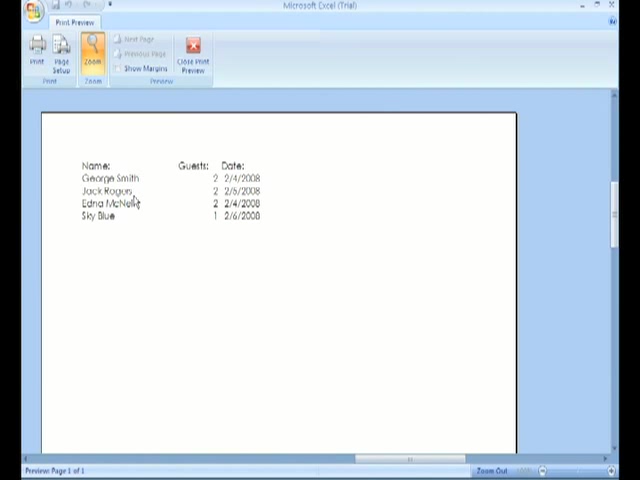 Microsoft Excel (Trial)
Print Preview
Print
Page Setup
Zoom
Next Page
Previous Page
Show Margins
Close Print Preview
Print
Zoom
Preview
Name: Guests: Date:
George Smith 2 2/4/2008
Jack Rogers 2 2/5/2008
Edna 2 2/4/2008
Sky Blue 1 2/6/2008
Preview: Page 1 of 1
Zoom Out